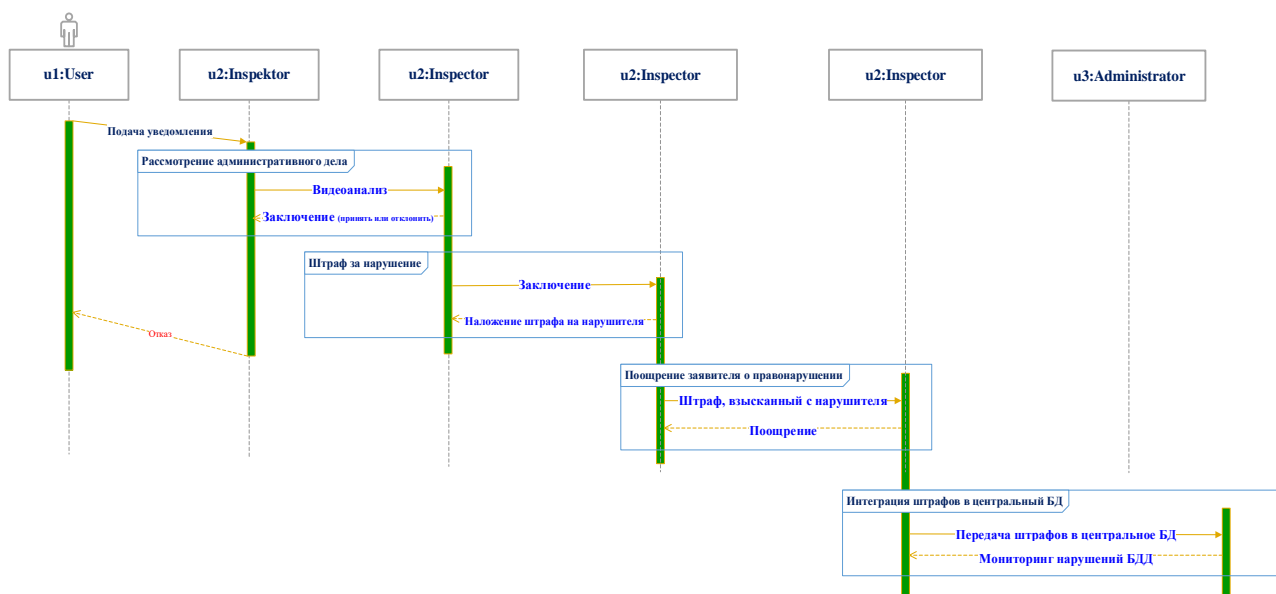 u1:User
u2:Inspektor
u2:Inspector
u2:Inspector
u2:Inspector
u3:Administrator
Подача уведомления
Рассмотрение административного дела
Видеоанализ
Заключение (принять или отклонить)
Штраф за нарушение
Заключение
Наложение штрафа на нарушителя
Отказ
Поощрение заявителя о правонарушении
Штраф, взысканный с нарушителя
Поощрение
Интеграция штрафов в центральный БД
Передача штрафов в центральное БД
Мониторинг нарушений БДД